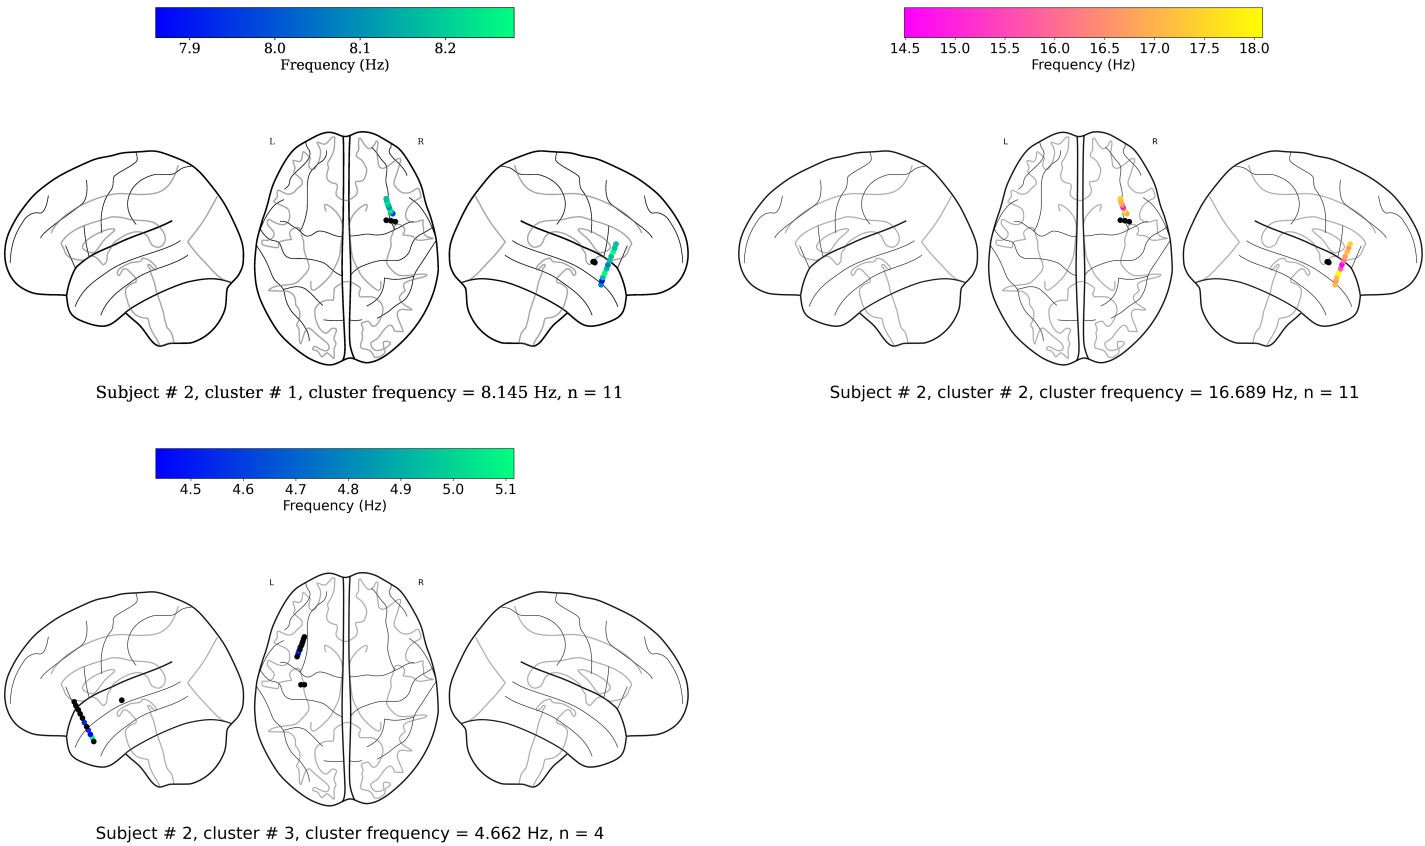 7.9 8.0 8.1 8.2
Frequency (Hz)
L R
Subject # 2, cluster # 1, cluster frequency = 8.145 Hz, n = 11
14.5 15.0 15.5 16.0 16.5 17.0 17.5 18.0
Frequency (Hz)
L R
Subject # 2, cluster # 2, cluster frequency = 16.689 Hz, n = 11
4.5 4.6 4.7 4.8 4.9 5.0 5.1
Frequency (Hz)
L R
Subject # 2, cluster # 3, cluster frequency = 4.662 Hz, n = 4